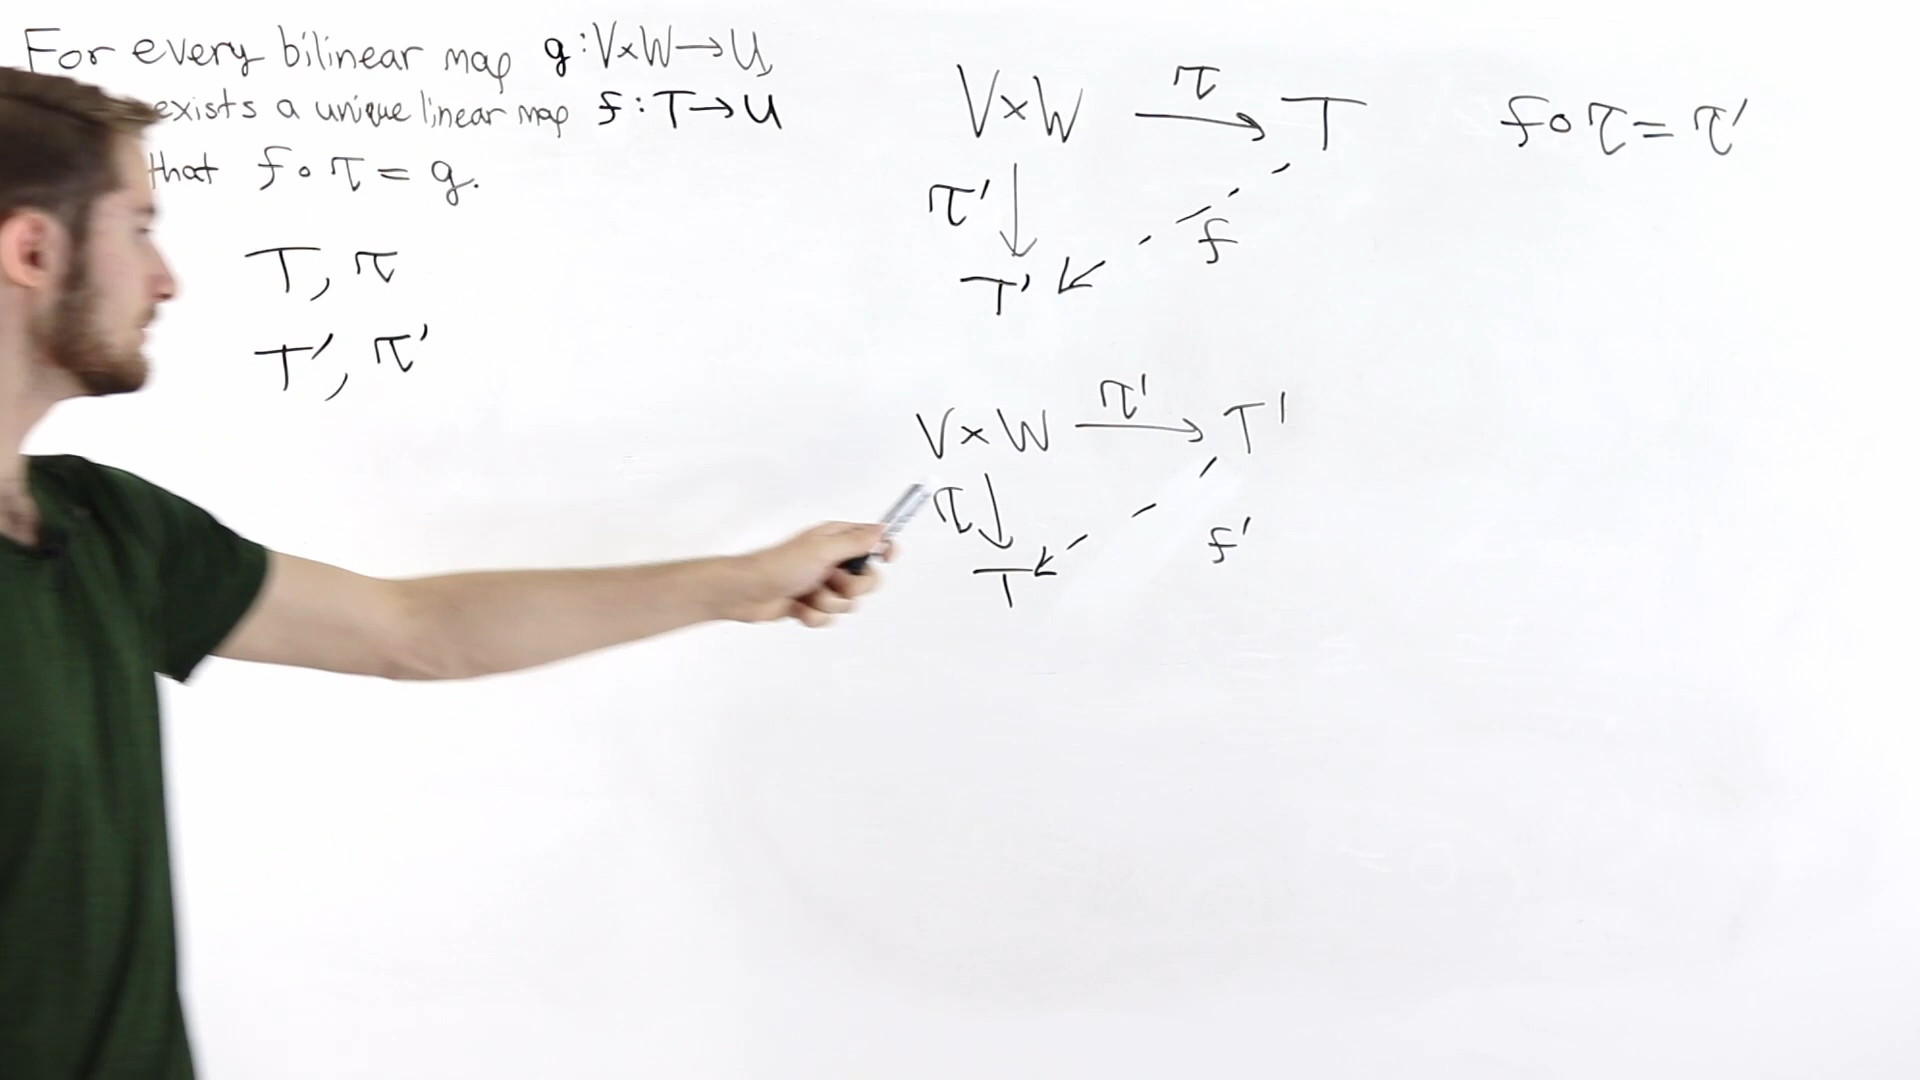 For every bilinear map g : V×W → U,
exists a unique linear map f : T → U
that f ∘ τ = g.
T, τ
T', τ'
V×W → T
τ
f ∘ τ = τ'
τ'
f
T'
τ'
V×W → T'
τ
f'
T